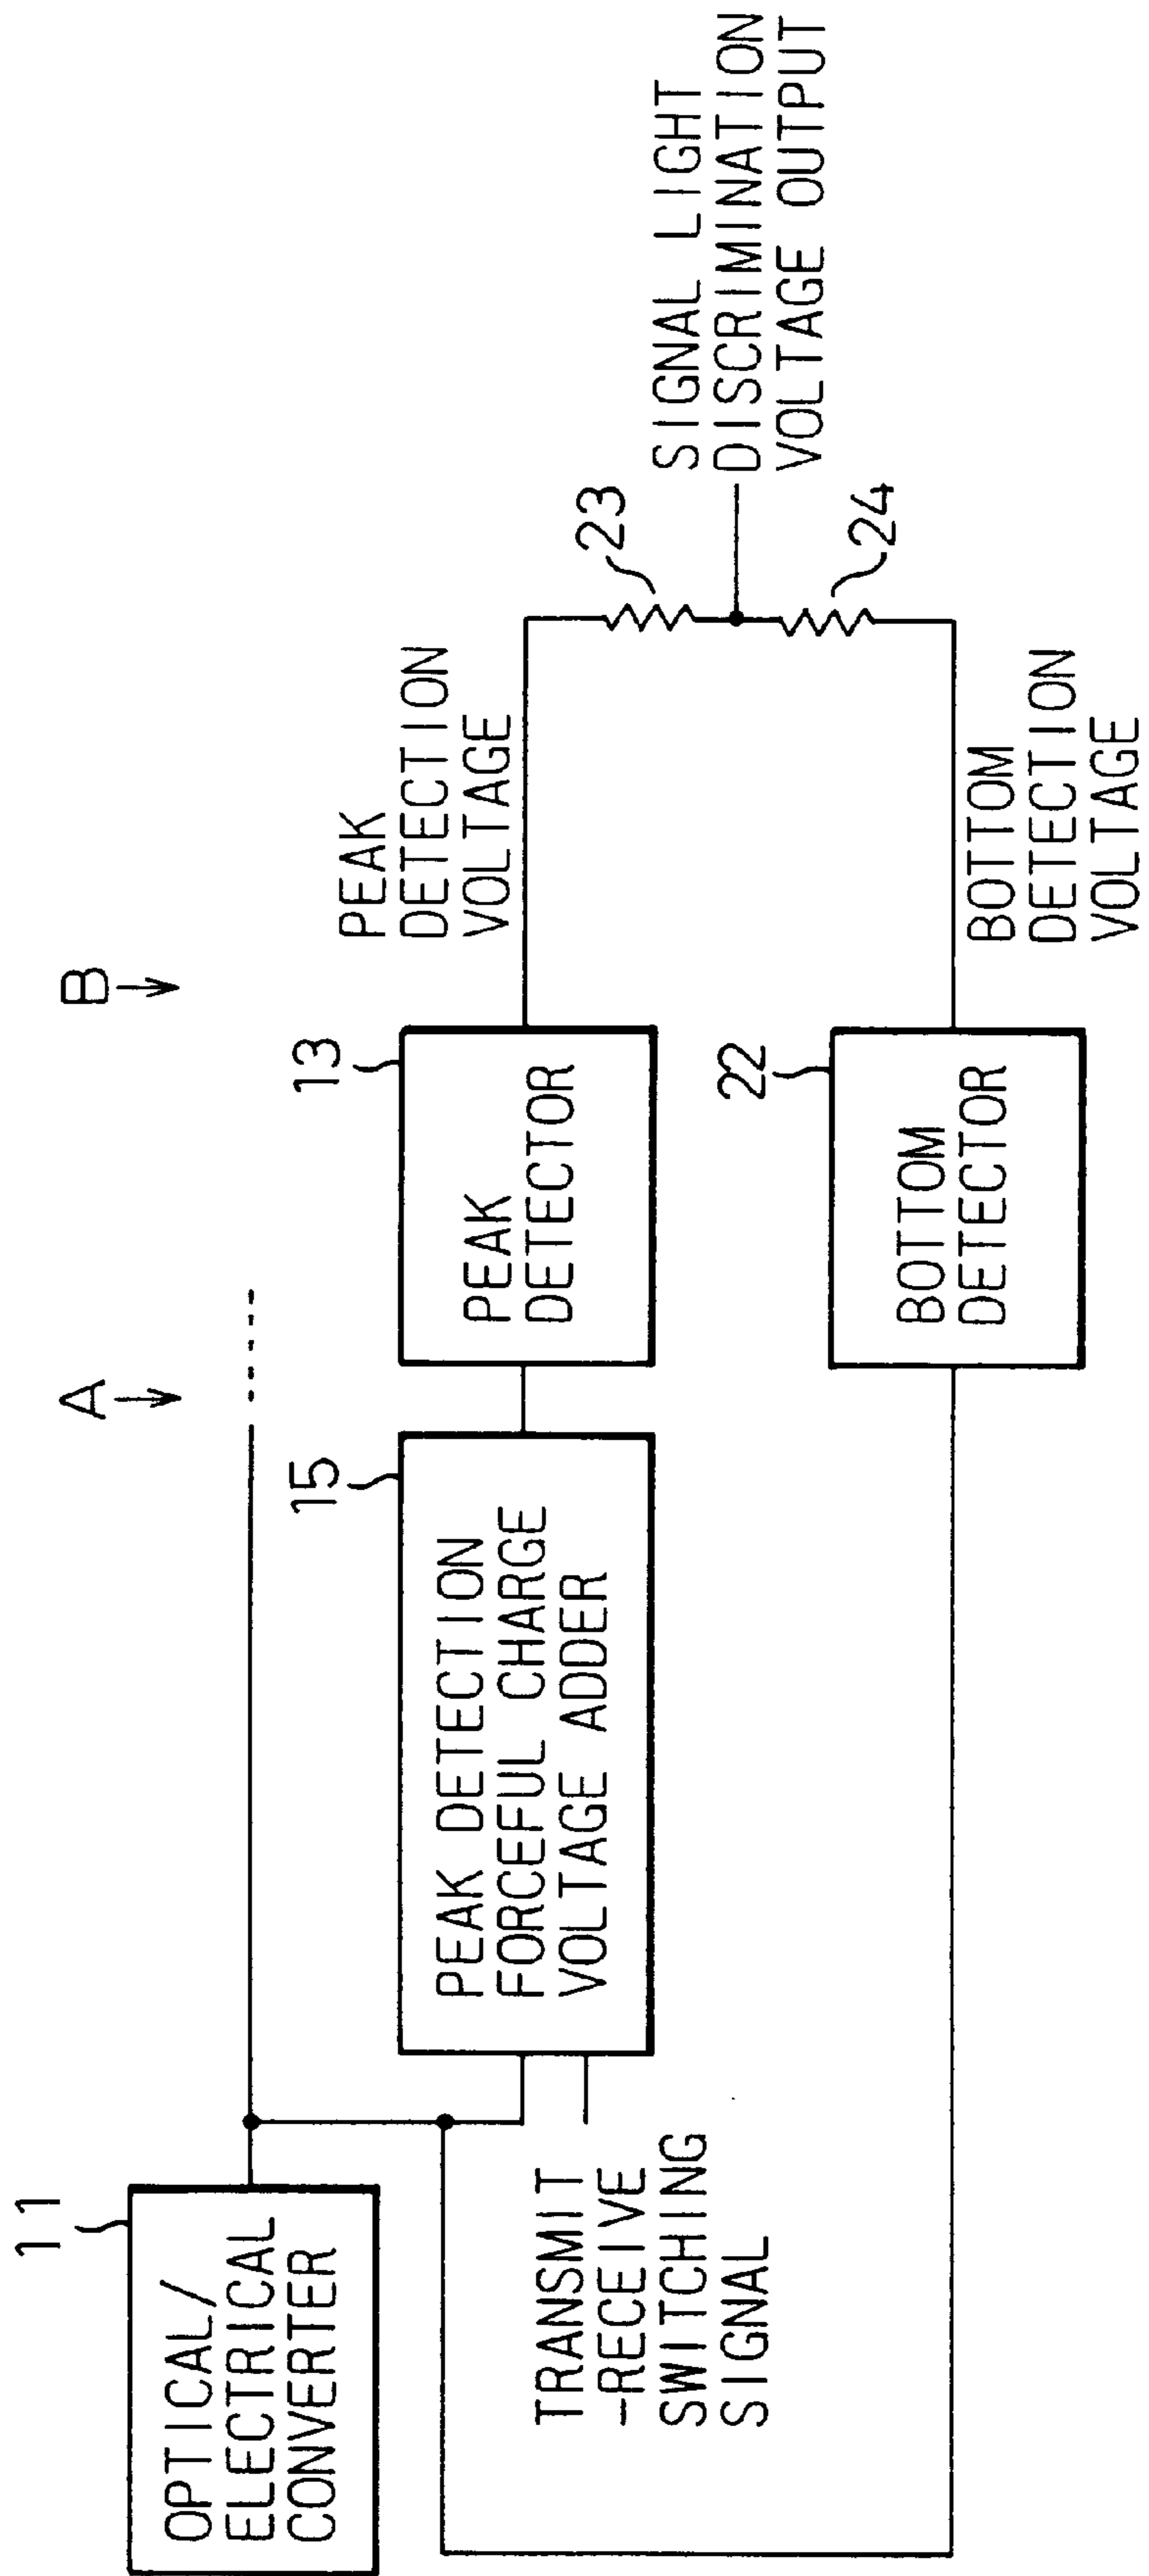 11
OPTICAL/
ELECTRICAL
CONVERTER
A
B
15
PEAK DETECTION
FORCEFUL CHARGE
VOLTAGE ADDER
13
PEAK
DETECTOR
PEAK
DETECTION
VOLTAGE
TRANSMIT
-RECEIVE
SWITCHING
SIGNAL
22
BOTTOM
DETECTOR
BOTTOM
DETECTION
VOLTAGE
23
24
SIGNAL LIGHT
DISCRIMINATION
VOLTAGE OUTPUT